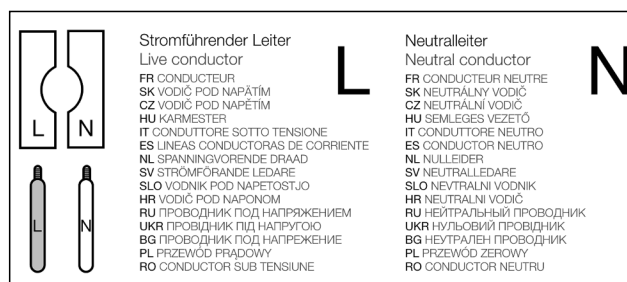 L N
L N
Stromführender Leiter
Live conductor
L
FR CONDUCTEUR
SK VODIČ POD NAPÄTÍM
CZ VODIČ POD NAPĚTÍM
HU KARMESTER
IT CONDUTTORE SOTTO TENSIONE
ES LINEAS CONDUCTORAS DE CORRIENTE
NL SPANNINGVORENDE DRAAD
SV STRÖMFÖRANDE LEDARE
SLO VODNIK POD NAPETOSTJO
HR VODIČ POD NAPONOM
RU ПРОВОДНИК ПОД НАПРЯЖЕНИЕМ
UKR ПРОВІДНИК ПІД НАПРУГОЮ
BG ПРОВОДНИК ПОД НАПРЕЖЕНИЕ
PL PRZEWÓD PRĄDOWY
RO CONDUCTOR SUB TENSIUNE
Neutralleiter
Neutral conductor
N
FR CONDUCTEUR NEUTRE
SK NEUTRÁLNY VODIČ
CZ NEUTRÁLNÍ VODIČ
HU SEMLEGES VEZETŐ
IT CONDUTTORE NEUTRO
ES CONDUCTOR NEUTRO
NL NULLEIDER
SV NEUTRALLEDARE
SLO NEVTRALNI VODNIK
HR NEUTRALNI VODIČ
RU НЕЙТРАЛЬНЫЙ ПРОВОДНИК
UKR НУЛЬОВИЙ ПРОВІДНИК
BG НЕУТРАЛЕН ПРОВОДНИК
PL PRZEWÓD ZEROWY
RO CONDUCTOR NEUTRU